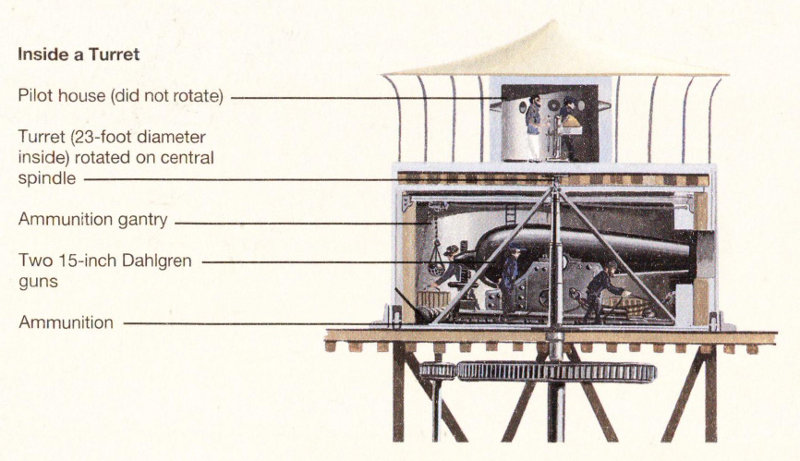 Inside a Turret
Pilot house (did not rotate)
Turret (23-foot diameter
inside) rotated on central
spindle
Ammunition gantry
Two 15-inch Dahlgren
guns
Ammunition